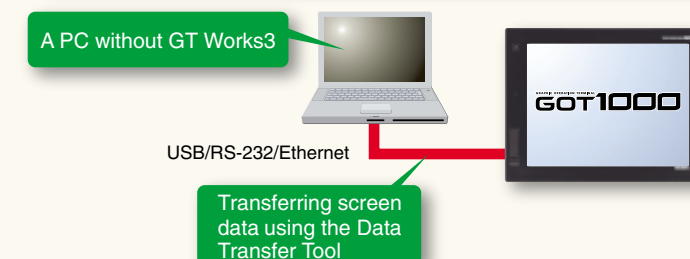 A PC without GT Works3
GOT1000
USB/RS-232/Ethernet
Transferring screen
data using the Data
Transfer Tool